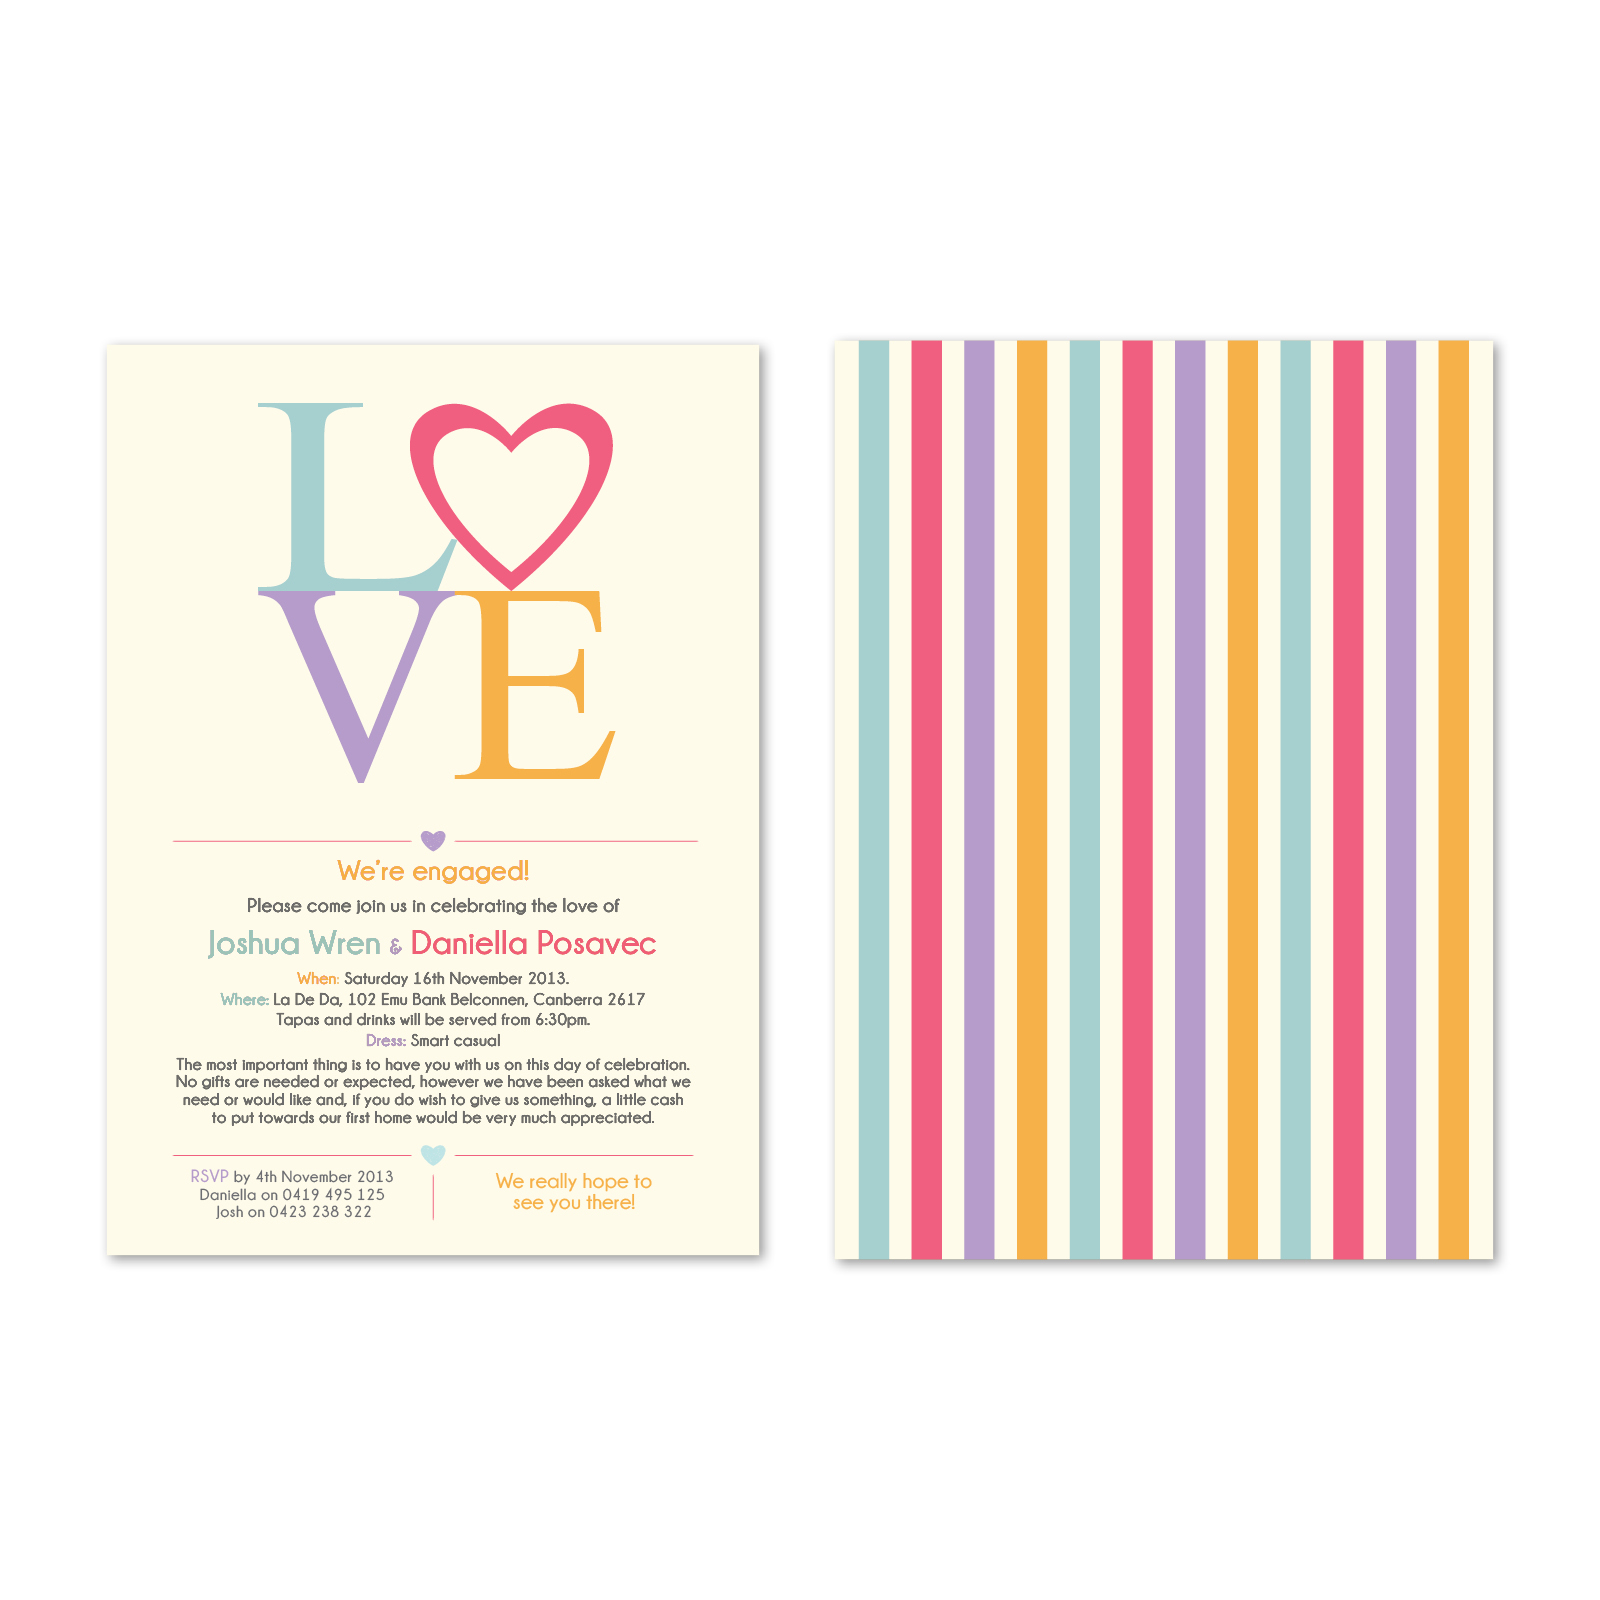 LOVE
We're engaged!
Please come join us in celebrating the love of
Joshua Wren & Daniella Posavec
When: Saturday 16th November 2013.
Where: La De Da, 102 Emu Bank Belconnen, Canberra 2617
Tapas and drinks will be served from 6:30pm.
Dress: Smart casual
The most important thing is to have you with us on this day of celebration.
No gifts are needed or expected, however we have been asked what we
need or would like and, if you do wish to give us something, a little cash
to put towards our first home would be very much appreciated.
RSVP by 4th November 2013
Daniella on 0419 495 125
Josh on 0423 238 322
We really hope to
see you there!